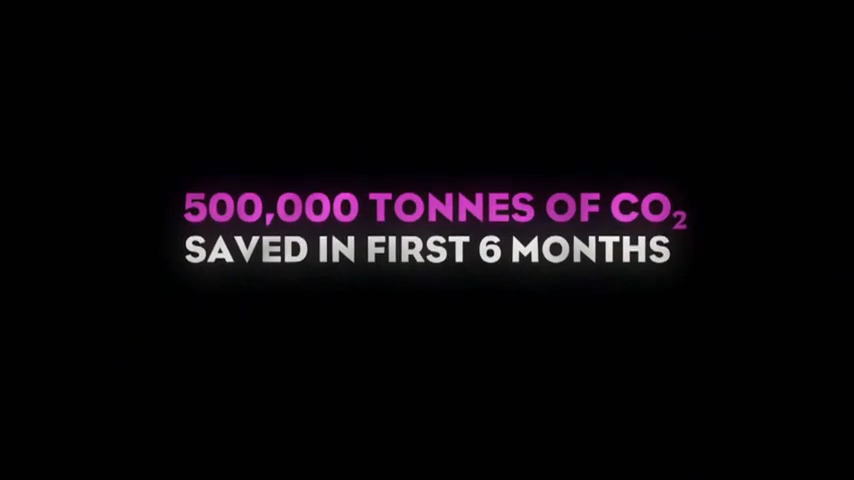 500,000 TONNES OF CO₂
SAVED IN FIRST 6 MONTHS